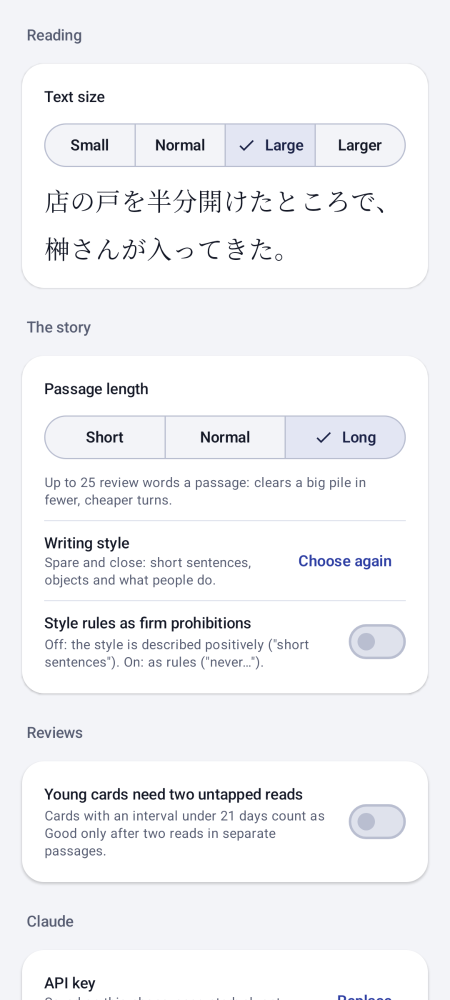 Reading
Text size
Small Normal Large Larger
店の戸を半分開けたところで、
榊さんが入ってきた。
The story
Passage length
Short Normal Long
Up to 25 review words a passage: clears a big pile in
fewer, cheaper turns.
Writing style
Spare and close: short sentences,
objects and what people do.
Choose again
Style rules as firm prohibitions
Off: the style is described positively ("short
sentences"). On: as rules ("never…").
Reviews
Young cards need two untapped reads
Cards with an interval under 21 days count as
Good only after two reads in separate
passages.
Claude
API key